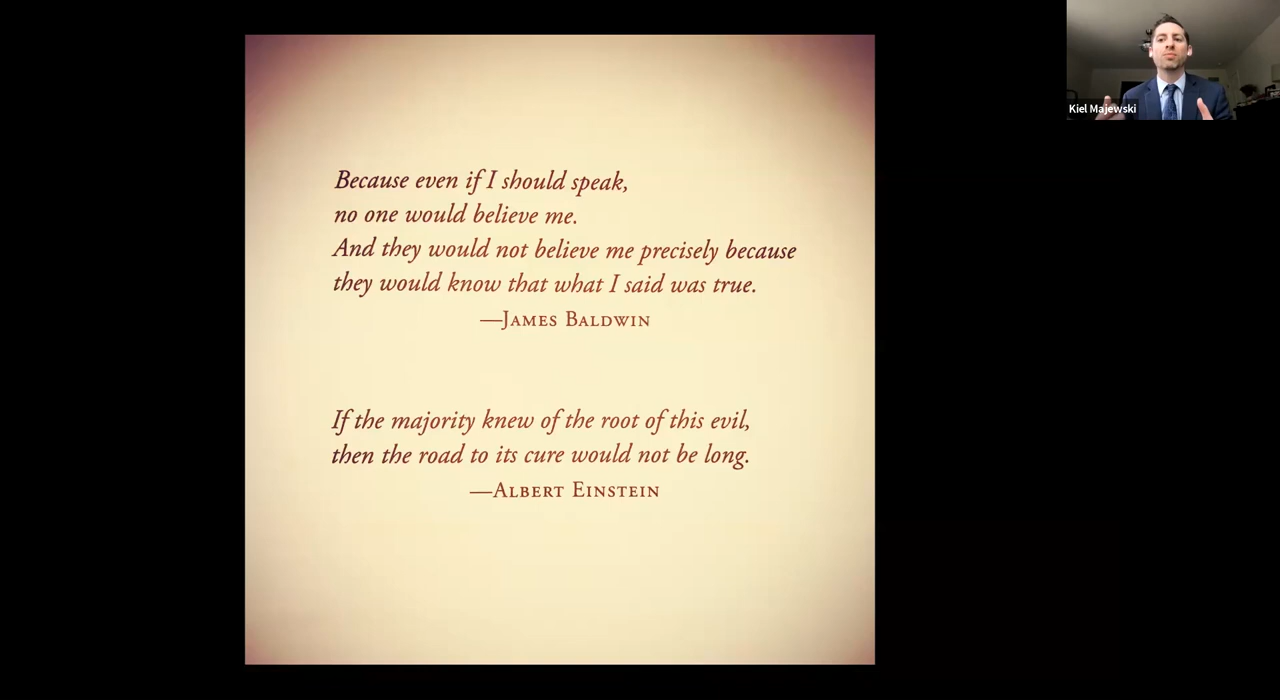 Because even if I should speak,
no one would believe me.
And they would not believe me precisely because
they would know that what I said was true.
—James Baldwin
If the majority knew of the root of this evil,
then the road to its cure would not be long.
—Albert Einstein
Kiel Majewski